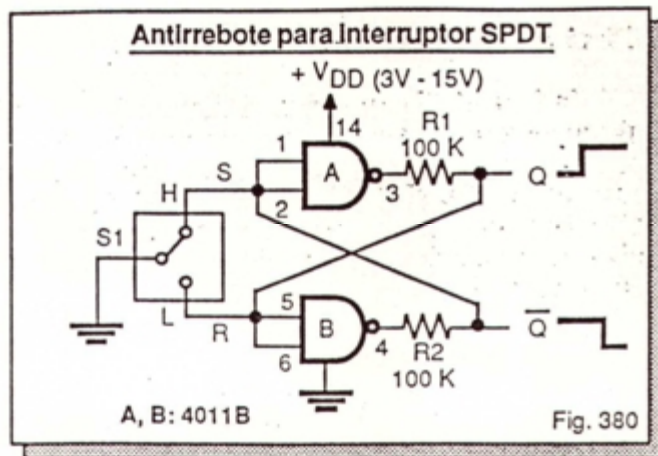 Antirrebote para Interruptor SPDT
+ VDD (3V - 15V)
14
R1
100 K
1
A
3
Q
H
S
2
S1
L
R
5
B
6
4
R2
100 K
Q
A, B: 4011B
Fig. 380